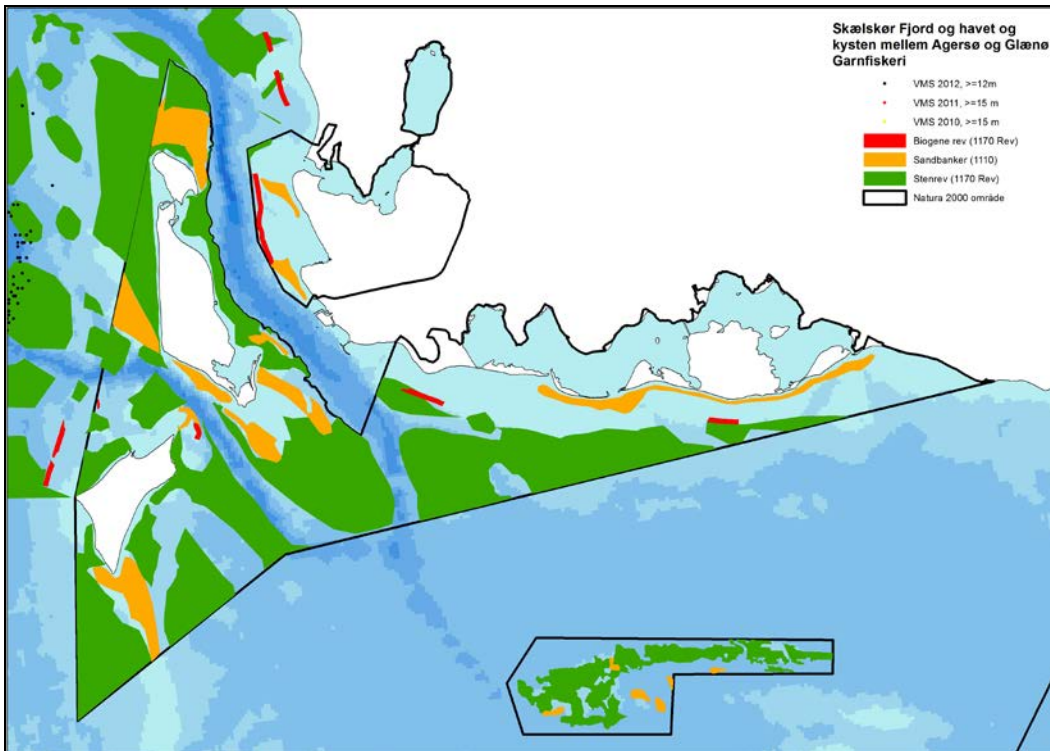 Skælskør Fjord og havet og
kysten mellem Agersø og Glænø
Garnfiskeri
VMS 2012, >=12m
VMS 2011, >=15 m
VMS 2010, >=15 m
Biogene rev (1170 Rev)
Sandbanker (1110)
Stenrev (1170 Rev)
Natura 2000 område